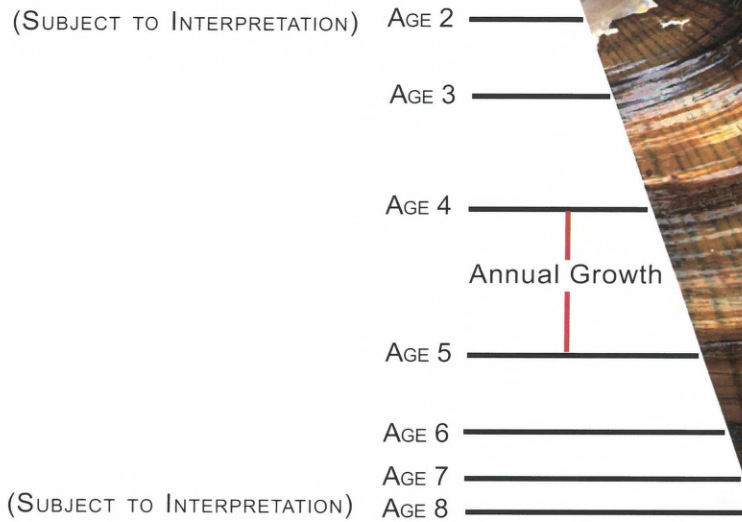 (SUBJECT TO INTERPRETATION) AGE 2
AGE 3
AGE 4
Annual Growth
AGE 5
AGE 6
AGE 7
(SUBJECT TO INTERPRETATION) AGE 8